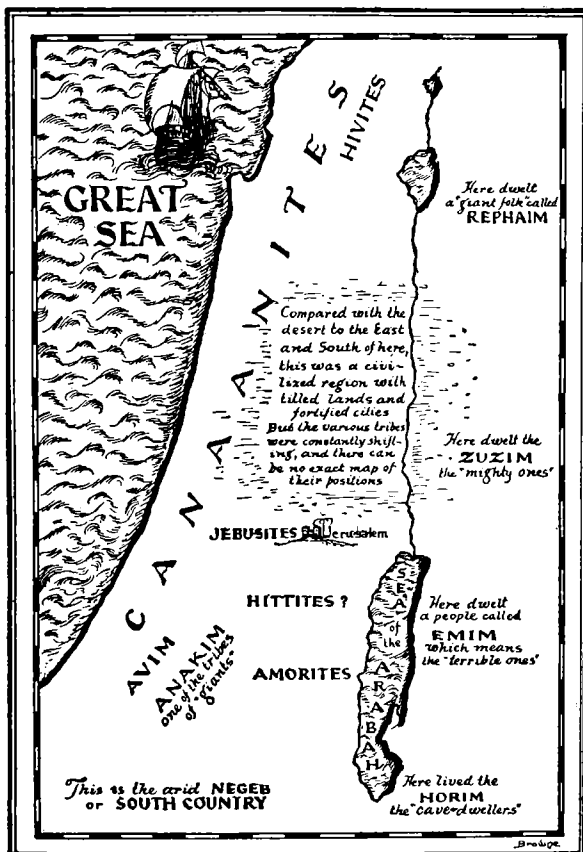 GREAT
SEA
CANAANITES
HIVITES
Here dwelt
a "giant folk" called
REPHAIM
Compared with the
desert to the East
and South of here,
this was a civi-
lized region with
tilled lands and
fortified cities
But the various tribes
were constantly shift-
ing, and there can
be no exact map of
their positions
Here dwelt the
ZUZIM
the "mighty ones"
JEBUSITES Jerusalem
HITTITES ?
AMORITES
SEA of the ARABAH
Here dwelt
a people called
EMIM
which means
the "terrible ones"
AVIM
ANAKIM
one of the tribes
of "giants"
This is the arid NEGEB
or SOUTH COUNTRY
Here lived the
HORIM
the "cave-dwellers"